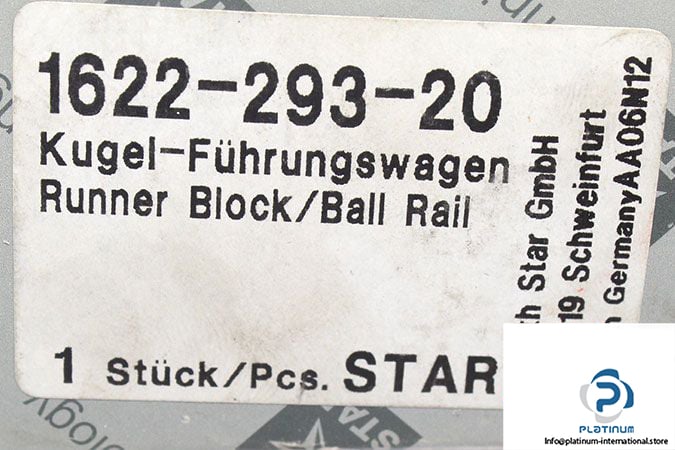 1622-293-20
Kugel-Führungswagen
Runner Block/Ball Rail
1 Stück/Pcs. STAR
Star GmbH
19 Schweinfurt
Germany AA06N12
PLATINUM
info@platinum-international.store